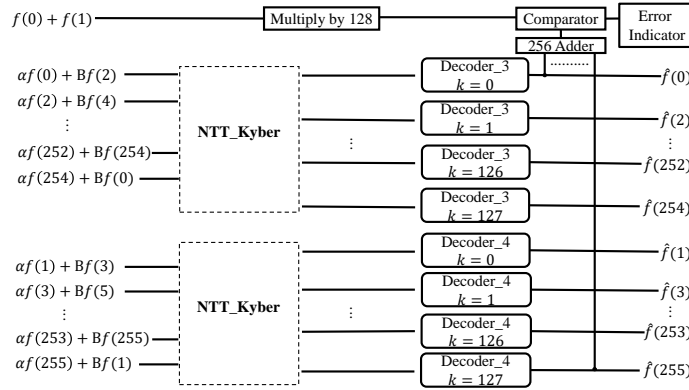 f(0) + f(1)
Multiply by 128
Comparator
Error
Indicator
256 Adder
..........
αf(0) + Bf(2)
αf(2) + Bf(4)
⋮
αf(252) + Bf(254)
αf(254) + Bf(0)
NTT_Kyber
⋮
Decoder_3
k = 0
Decoder_3
k = 1
Decoder_3
k = 126
Decoder_3
k = 127
f̂(0)
f̂(2)
⋮
f̂(252)
f̂(254)
αf(1) + Bf(3)
αf(3) + Bf(5)
⋮
αf(253) + Bf(255)
αf(255) + Bf(1)
NTT_Kyber
⋮
Decoder_4
k = 0
Decoder_4
k = 1
Decoder_4
k = 126
Decoder_4
k = 127
f̂(1)
f̂(3)
⋮
f̂(253)
f̂(255)